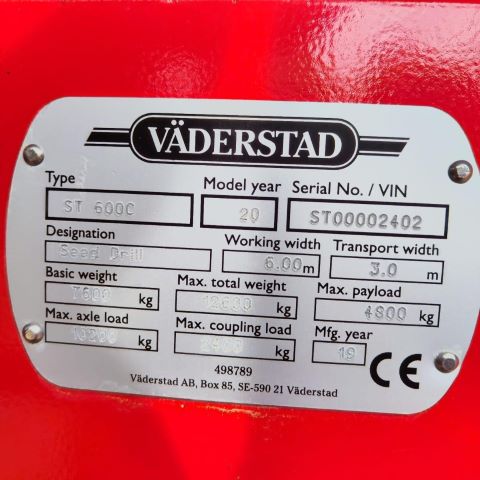 VÄDERSTAD
Type Model year Serial No. / VIN
ST 600C 20 ST00002402
Designation Working width Transport width
Seed Drill 6.00 m 3.0 m
Basic weight Max. total weight Max. payload
7600 kg kg 4800 kg
Max. axle load Max. coupling load Mfg. year
kg kg 19
CE
498789
Väderstad AB, Box 85, SE-590 21 Väderstad